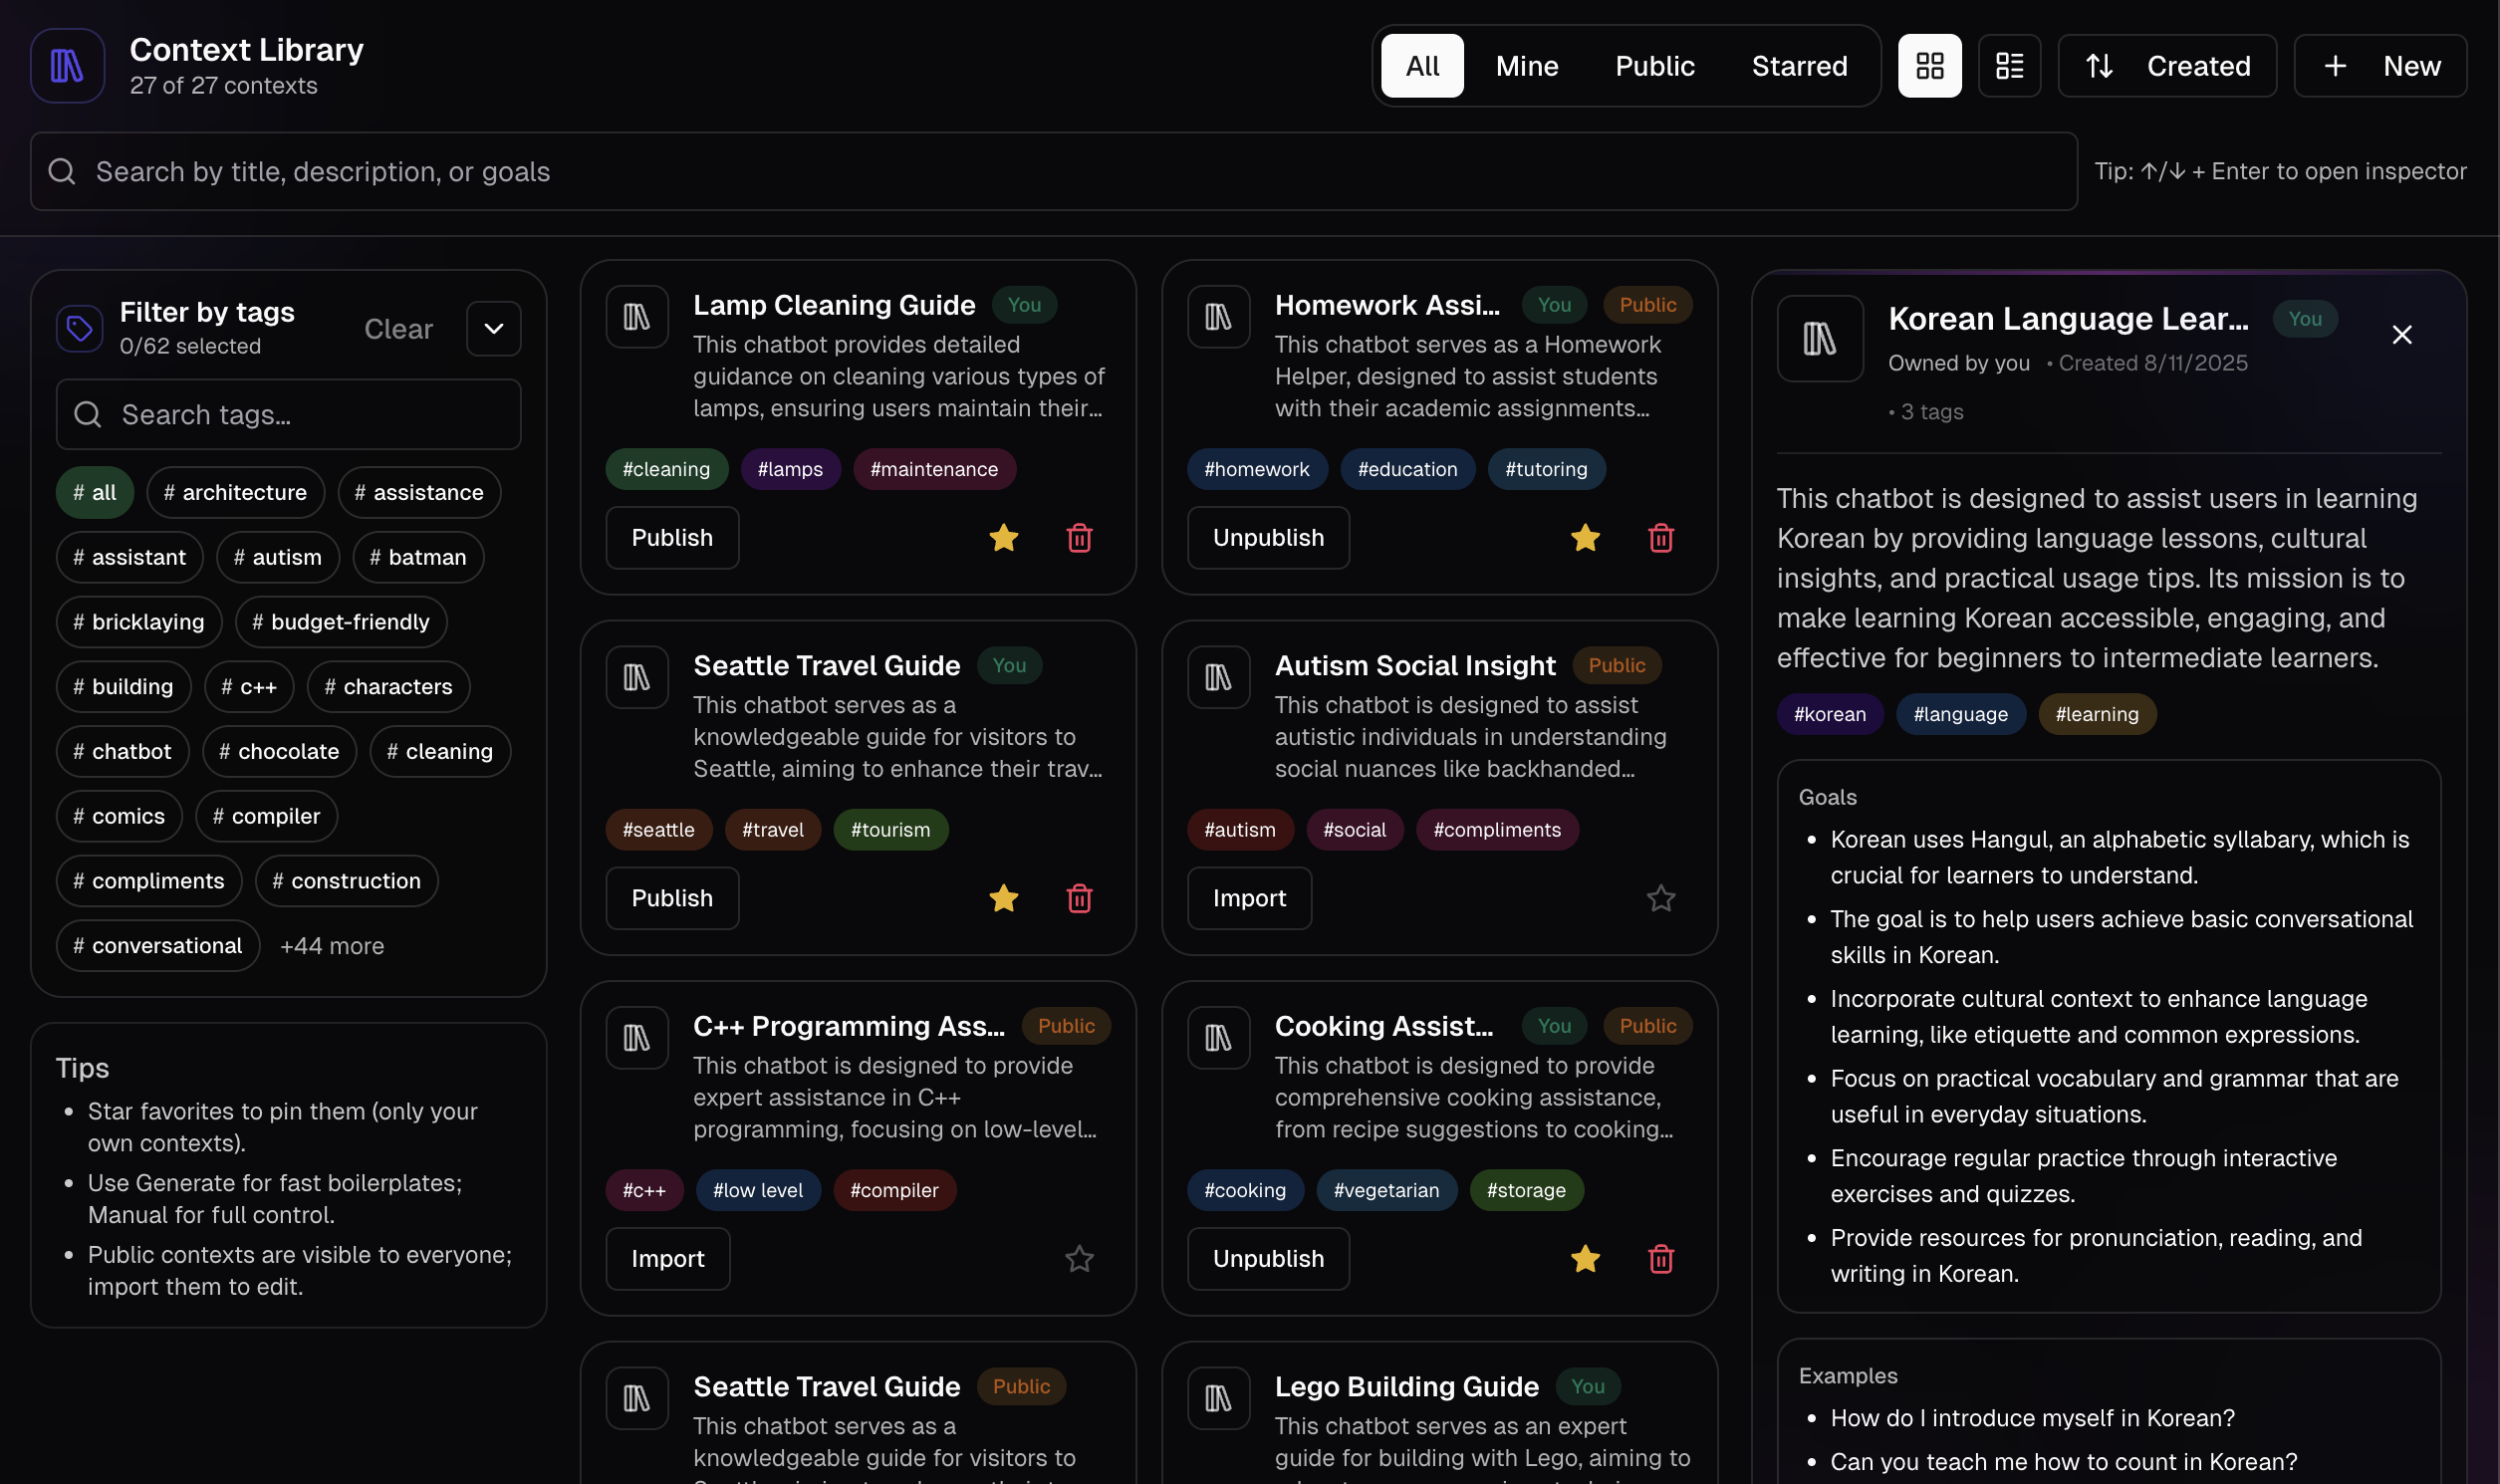 Context Library
27 of 27 contexts
All
Mine
Public
Starred
Created
New
Search by title, description, or goals
Tip: ↑/↓ + Enter to open inspector
Filter by tags
0/62 selected
Clear
Search tags...
# all
# architecture
# assistance
# assistant
# autism
# batman
# bricklaying
# budget-friendly
# building
# c++
# characters
# chatbot
# chocolate
# cleaning
# comics
# compiler
# compliments
# construction
# conversational
+44 more
Tips
• Star favorites to pin them (only your
own contexts).
• Use Generate for fast boilerplates;
Manual for full control.
• Public contexts are visible to everyone;
import them to edit.
Lamp Cleaning Guide
You
This chatbot provides detailed
guidance on cleaning various types of
lamps, ensuring users maintain their...
#cleaning
#lamps
#maintenance
Publish
Homework Assi...
You
Public
This chatbot serves as a Homework
Helper, designed to assist students
with their academic assignments...
#homework
#education
#tutoring
Unpublish
Seattle Travel Guide
You
This chatbot serves as a
knowledgeable guide for visitors to
Seattle, aiming to enhance their trav...
#seattle
#travel
#tourism
Publish
Autism Social Insight
Public
This chatbot is designed to assist
autistic individuals in understanding
social nuances like backhanded...
#autism
#social
#compliments
Import
C++ Programming Ass...
Public
This chatbot is designed to provide
expert assistance in C++
programming, focusing on low-level...
#c++
#low level
#compiler
Import
Cooking Assist...
You
Public
This chatbot is designed to provide
comprehensive cooking assistance,
from recipe suggestions to cooking...
#cooking
#vegetarian
#storage
Unpublish
Seattle Travel Guide
Public
This chatbot serves as a
knowledgeable guide for visitors to
Lego Building Guide
You
This chatbot serves as an expert
guide for building with Lego, aiming to
Korean Language Lear...
You
Owned by you
• Created 8/11/2025
• 3 tags
This chatbot is designed to assist users in learning
Korean by providing language lessons, cultural
insights, and practical usage tips. Its mission is to
make learning Korean accessible, engaging, and
effective for beginners to intermediate learners.
#korean
#language
#learning
Goals
• Korean uses Hangul, an alphabetic syllabary, which is
crucial for learners to understand.
• The goal is to help users achieve basic conversational
skills in Korean.
• Incorporate cultural context to enhance language
learning, like etiquette and common expressions.
• Focus on practical vocabulary and grammar that are
useful in everyday situations.
• Encourage regular practice through interactive
exercises and quizzes.
• Provide resources for pronunciation, reading, and
writing in Korean.
Examples
• How do I introduce myself in Korean?
• Can you teach me how to count in Korean?